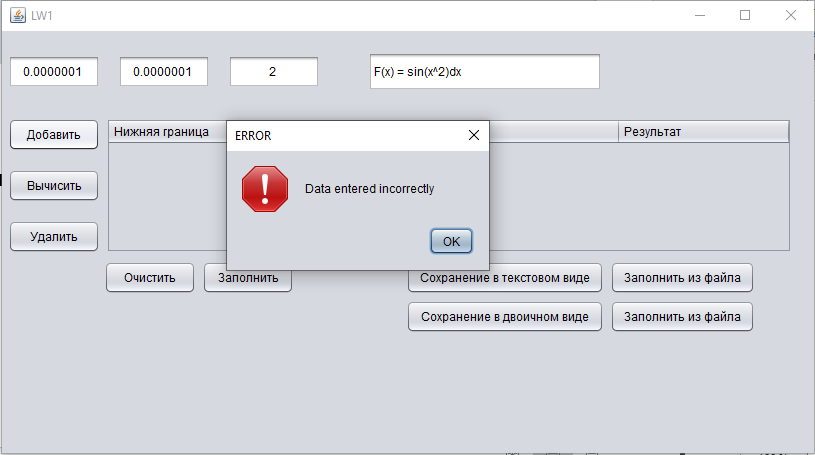 LW1
0.0000001
0.0000001
2
F(x) = sin(x^2)dx
Добавить
Нижняя граница
Результат
ERROR
Data entered incorrectly
OK
Вычисить
Удалить
Очистить
Заполнить
Сохранение в текстовом виде
Заполнить из файла
Сохранение в двоичном виде
Заполнить из файла